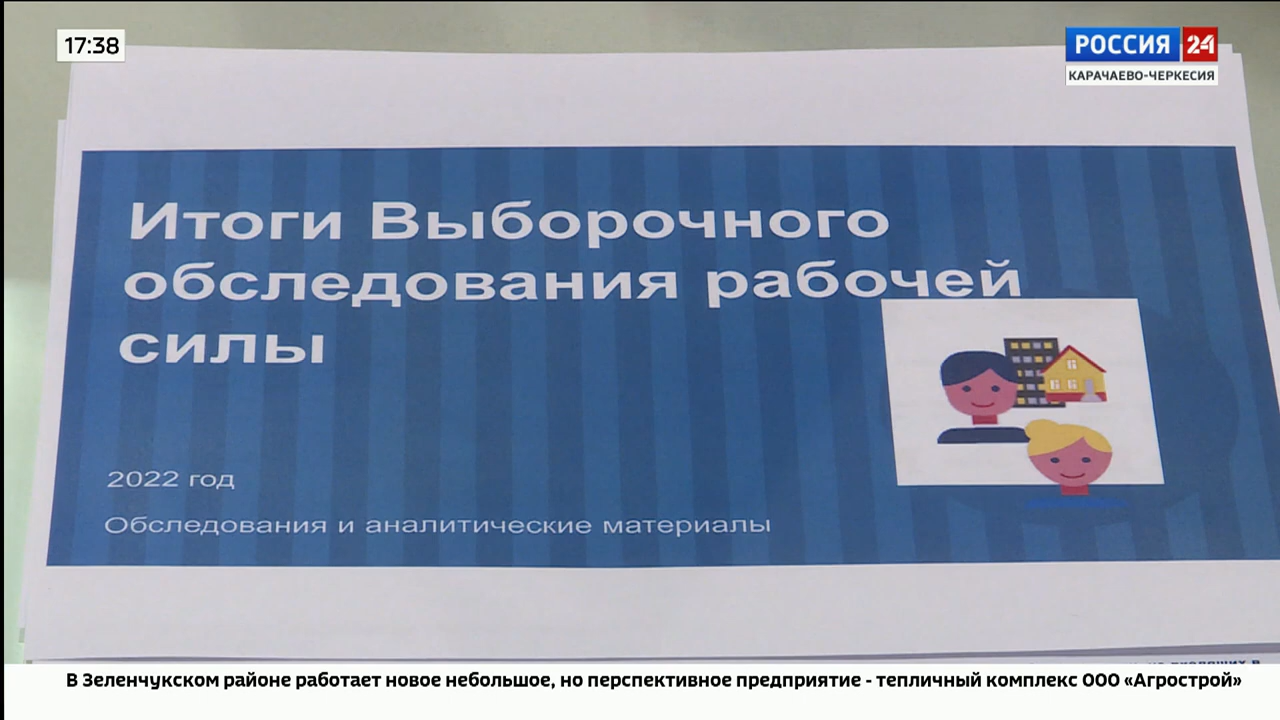 17:38
РОССИЯ 24
КАРАЧАЕВО-ЧЕРКЕСИЯ
Итоги Выборочного
обследования рабочей
силы
2022 год
Обследования и аналитические материалы
В Зеленчукском районе работает новое небольшое, но перспективное предприятие - тепличный комплекс ООО «Агрострой»